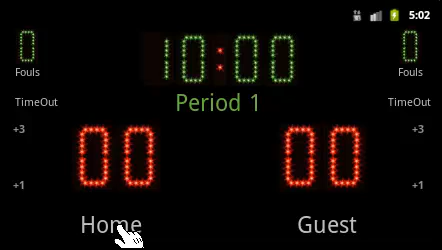 5:02
0 10:00 0
Fouls Fouls
Period 1
TimeOut TimeOut
+3 00 00 +3
+1 +1
Home Guest